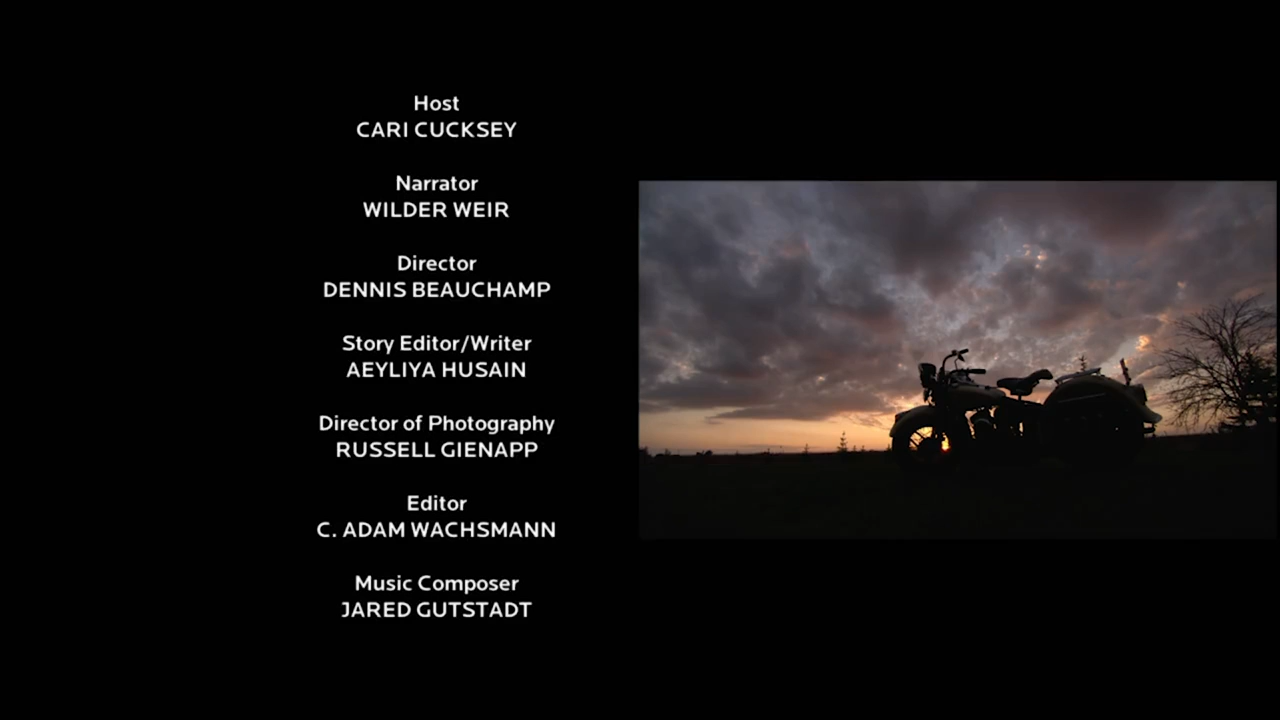 Host
CARI CUCKSEY
Narrator
WILDER WEIR
Director
DENNIS BEAUCHAMP
Story Editor/Writer
AEYLIYA HUSAIN
Director of Photography
RUSSELL GIENAPP
Editor
C. ADAM WACHSMANN
Music Composer
JARED GUTSTADT